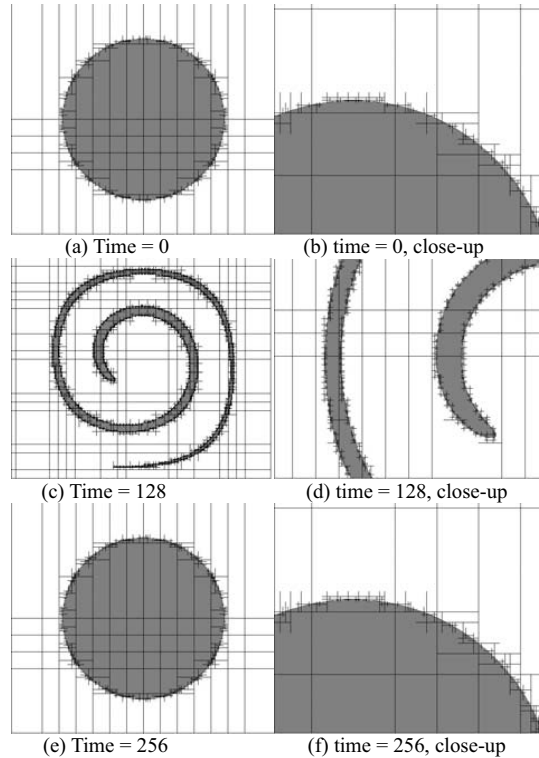 (a) Time = 0
(b) time = 0, close-up
(c) Time = 128
(d) time = 128, close-up
(e) Time = 256
(f) time = 256, close-up